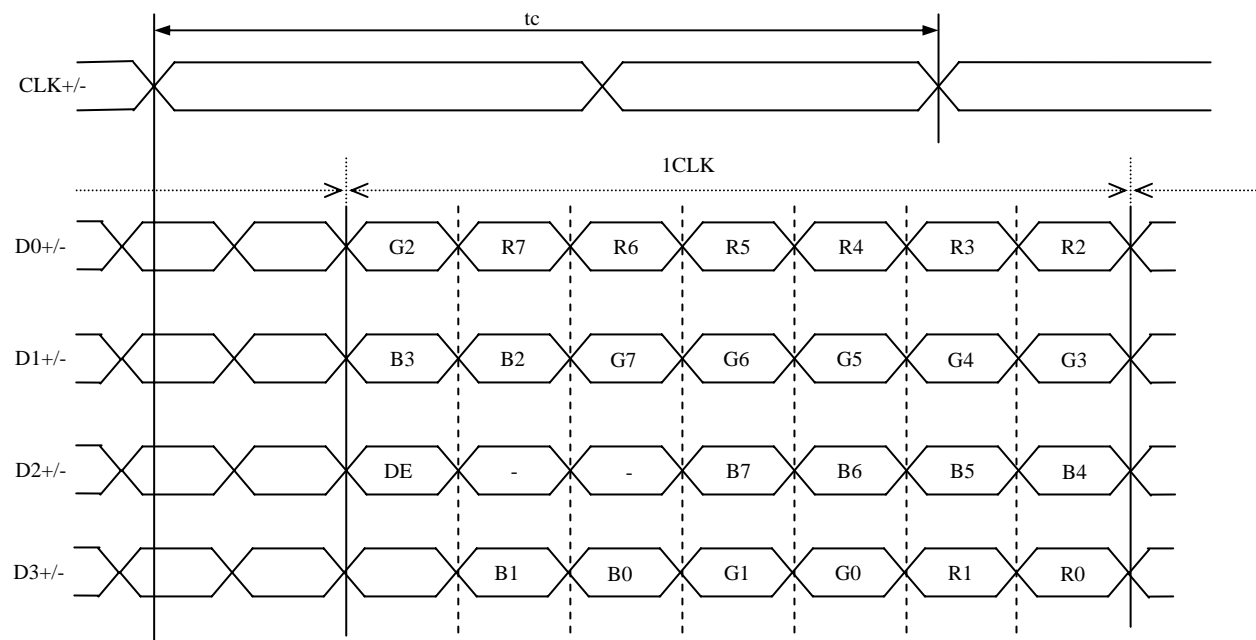 tc
CLK+/-
1CLK
D0+/- G2 R7 R6 R5 R4 R3 R2
D1+/- B3 B2 G7 G6 G5 G4 G3
D2+/- DE - - B7 B6 B5 B4
D3+/- B1 B0 G1 G0 R1 R0